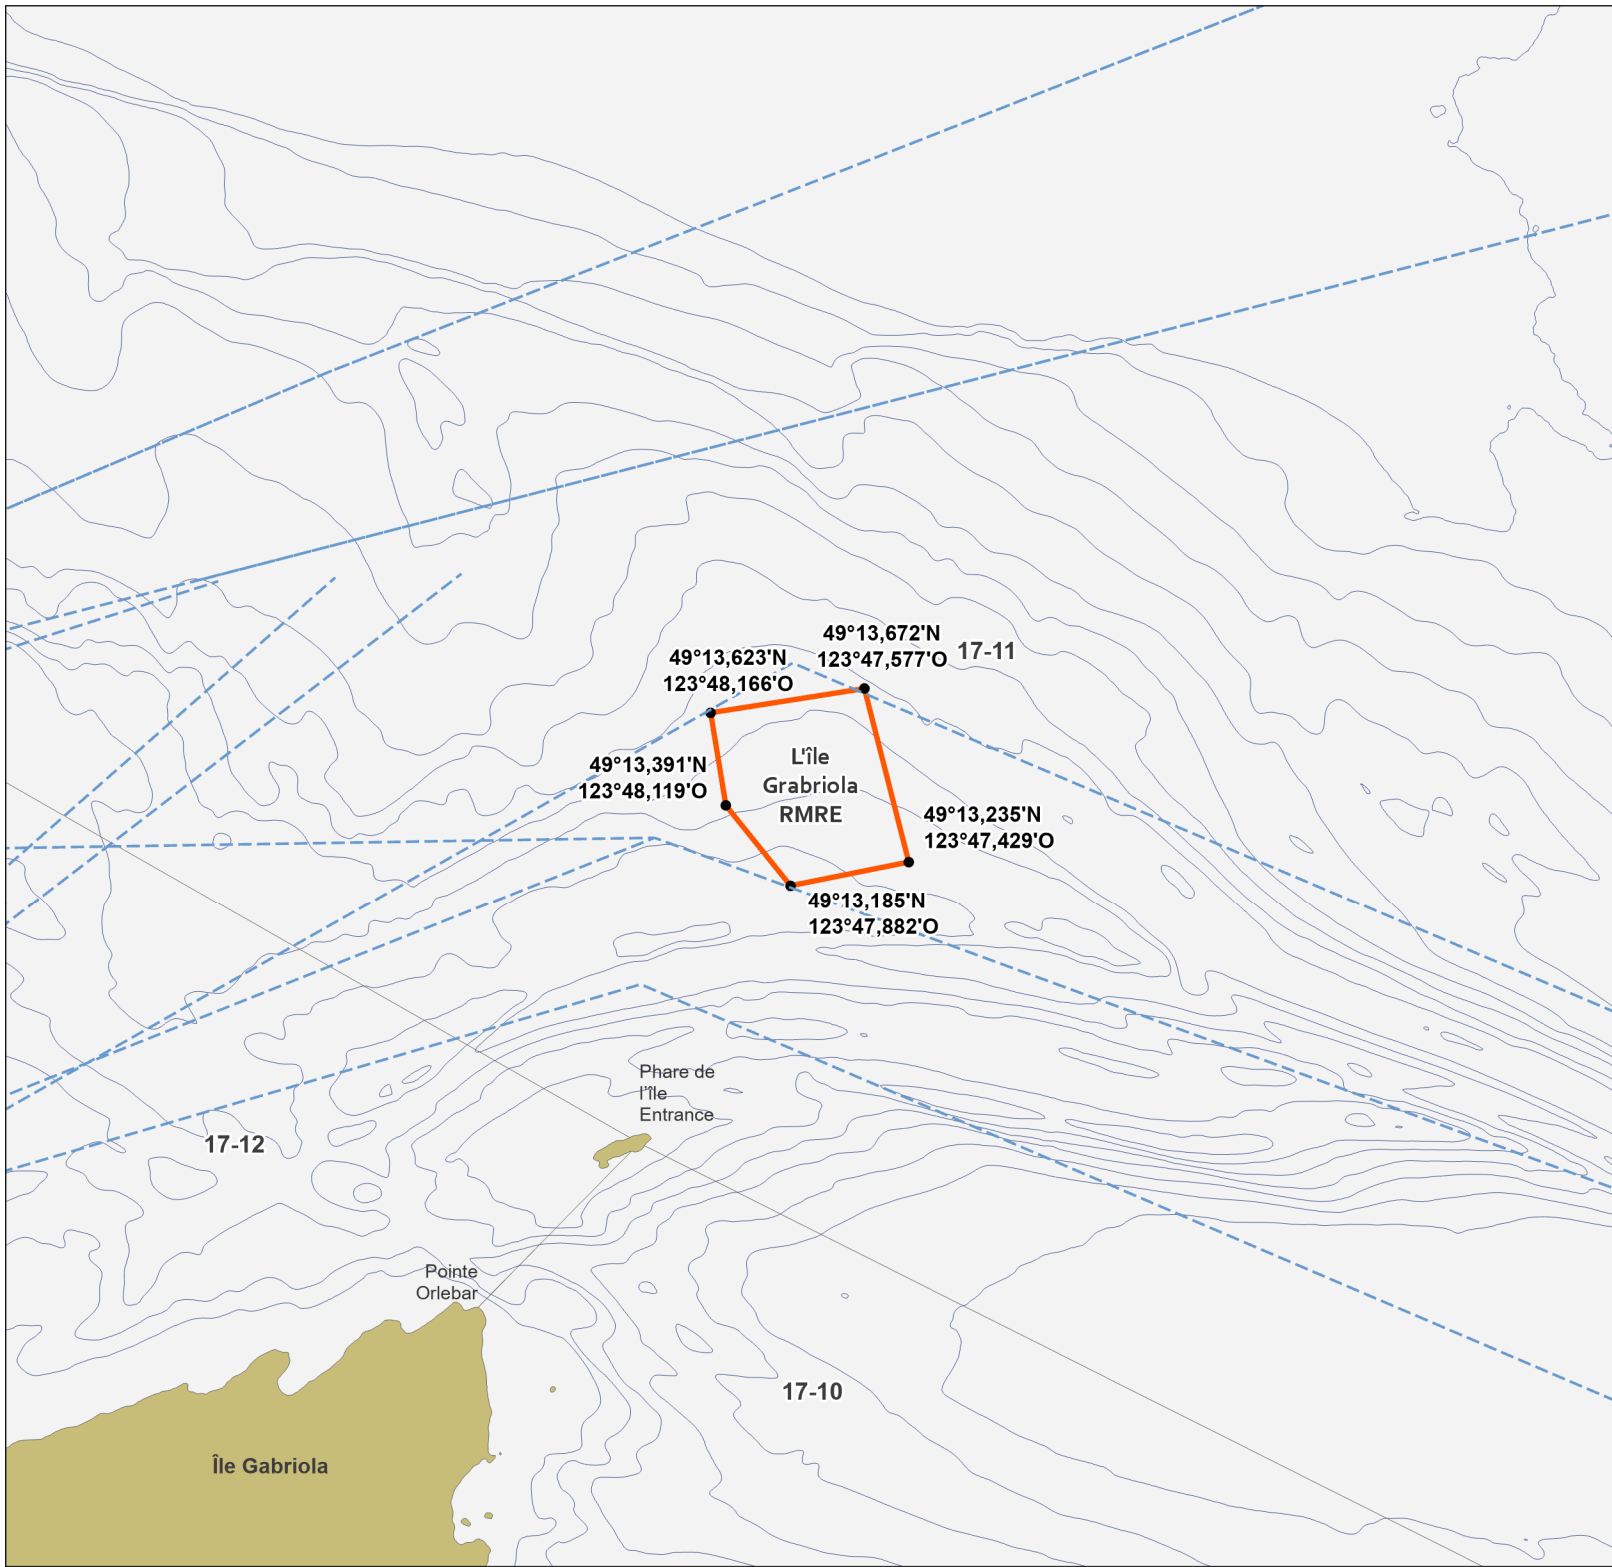 49°13,672'N
123°47,577'O
17-11
49°13,623'N
123°48,166'O
49°13,391'N
123°48,119'O
L'île
Grabriola
RMRE
49°13,235'N
123°47,429'O
49°13,185'N
123°47,882'O
Phare de
l'île
Entrance
17-12
Pointe
Orlebar
17-10
Île Gabriola